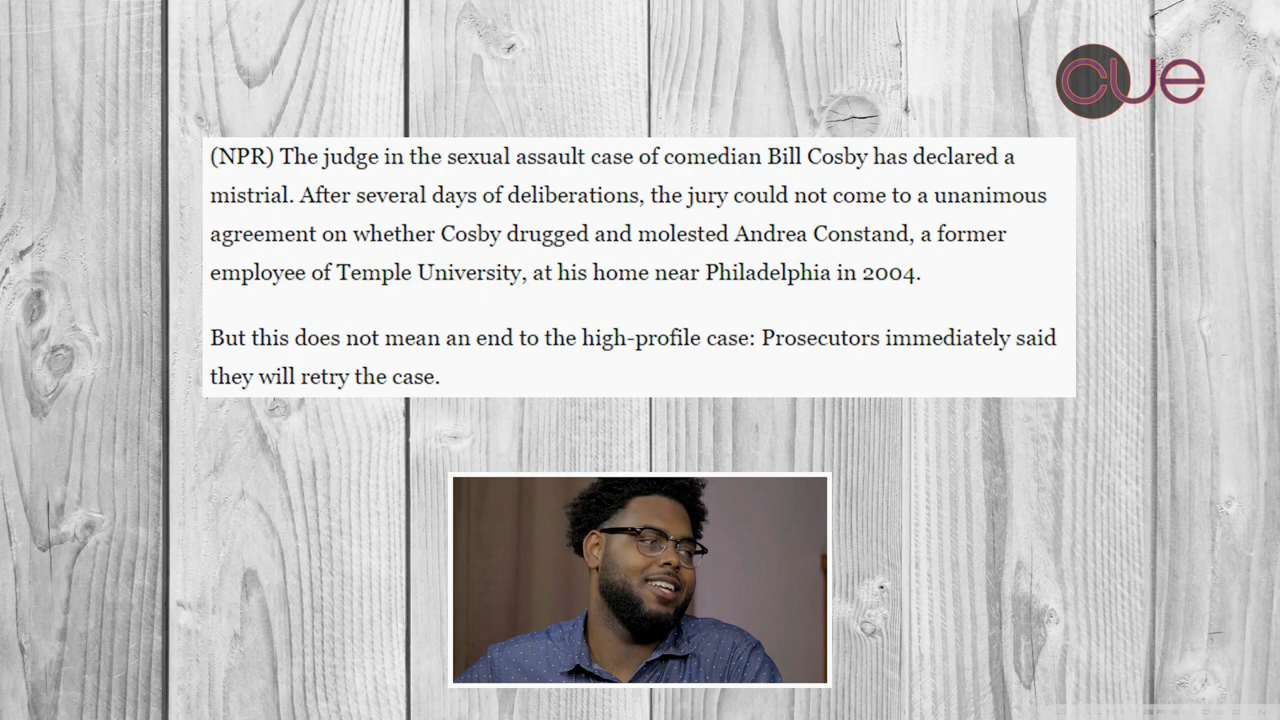 cue
(NPR) The judge in the sexual assault case of comedian Bill Cosby has declared a
mistrial. After several days of deliberations, the jury could not come to a unanimous
agreement on whether Cosby drugged and molested Andrea Constand, a former
employee of Temple University, at his home near Philadelphia in 2004.
But this does not mean an end to the high-profile case: Prosecutors immediately said
they will retry the case.